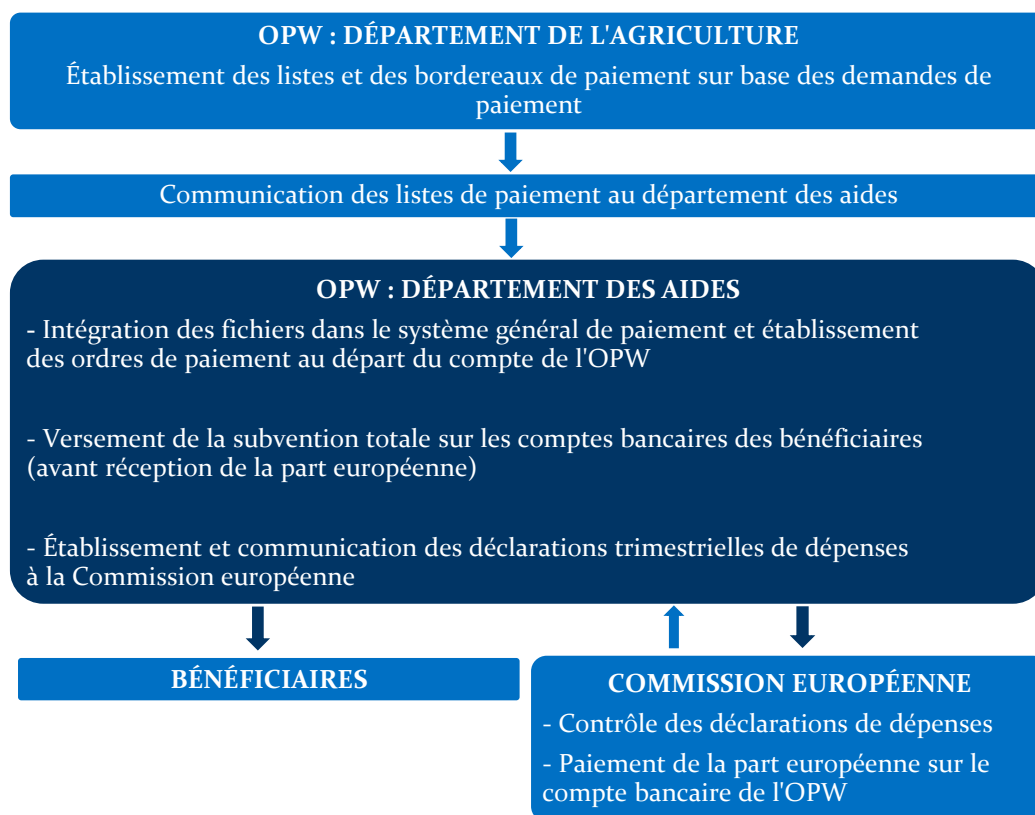 OPW : DÉPARTEMENT DE L'AGRICULTURE
Établissement des listes et des bordereaux de paiement sur base des demandes de
paiement
Communication des listes de paiement au département des aides
OPW : DÉPARTEMENT DES AIDES
- Intégration des fichiers dans le système général de paiement et établissement
des ordres de paiement au départ du compte de l'OPW
- Versement de la subvention totale sur les comptes bancaires des bénéficiaires
(avant réception de la part européenne)
- Établissement et communication des déclarations trimestrielles de dépenses
à la Commission européenne
BÉNÉFICIAIRES
COMMISSION EUROPÉENNE
- Contrôle des déclarations de dépenses
- Paiement de la part européenne sur le
compte bancaire de l'OPW